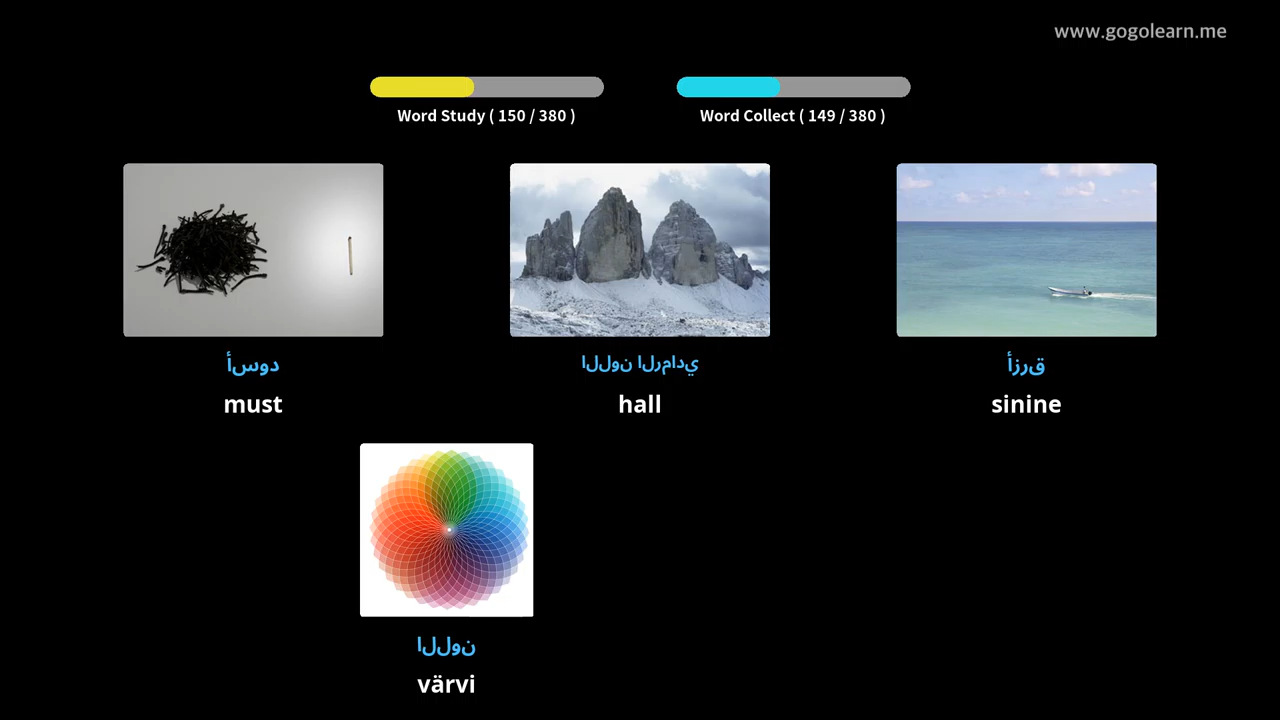 www.gogolearn.me
Word Study ( 150 / 380 )
Word Collect ( 149 / 380 )
أسود
اللون الرمادي
أزرق
must
hall
sinine
اللون
värvi